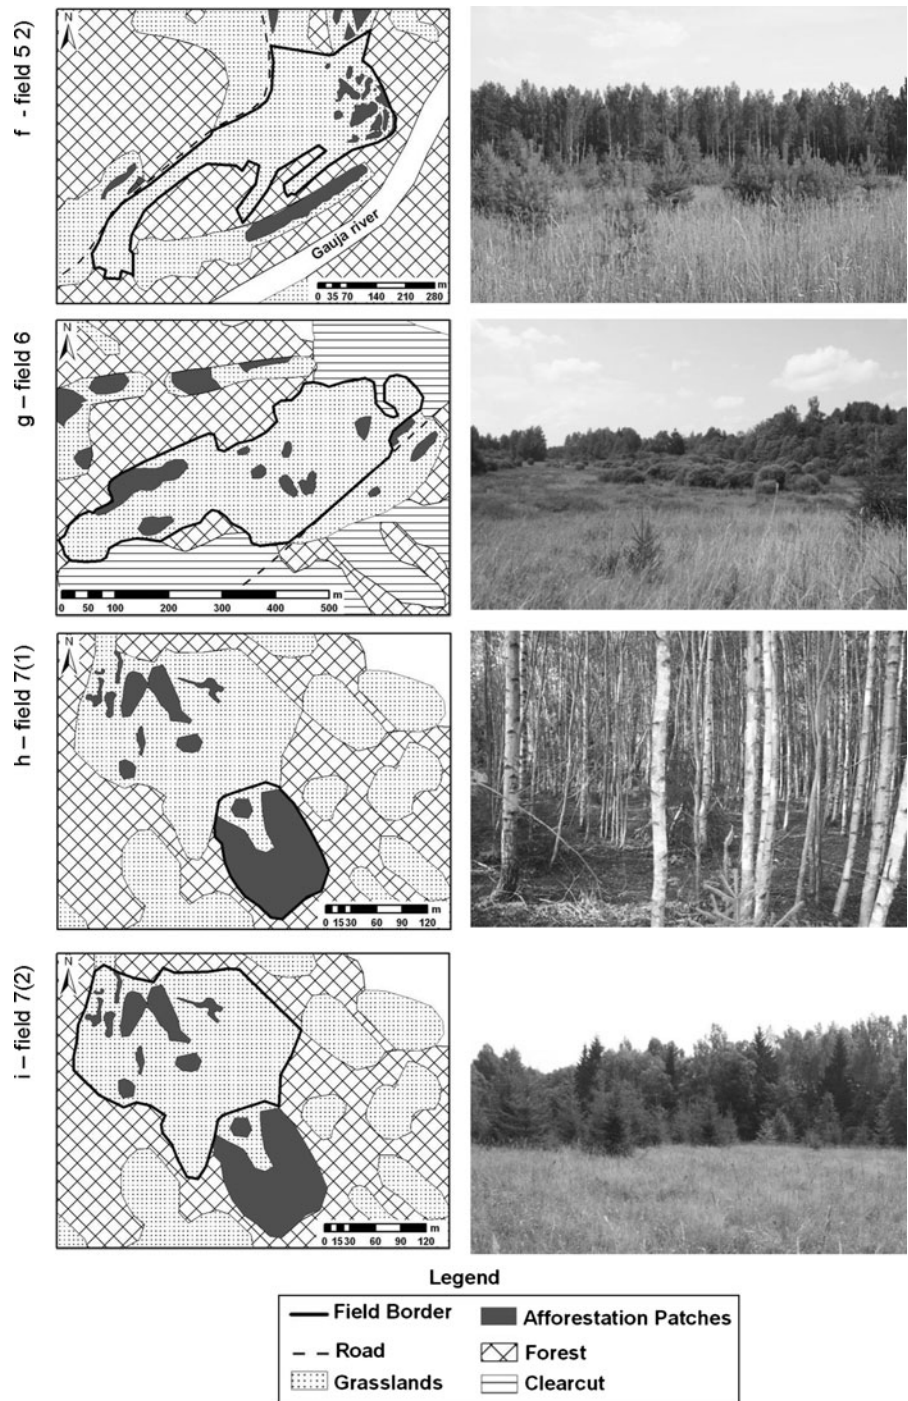 f - field 5 2)
N
Gauja river
m
0 35 70 140 210 280
g – field 6
N
m
0 50 100 200 300 400 500
h – field 7(1)
N
m
0 15 30 60 90 120
i – field 7(2)
N
m
0 15 30 60 90 120
Legend
Field Border
Afforestation Patches
Road
Forest
Grasslands
Clearcut